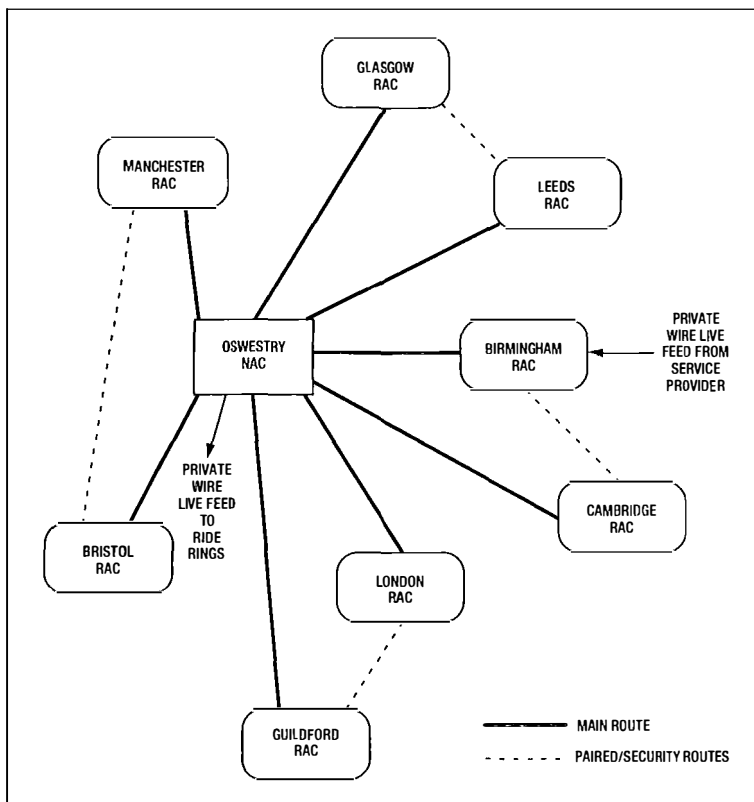 GLASGOW
RAC
MANCHESTER
RAC
LEEDS
RAC
OSWESTRY
NAC
BIRMINGHAM
RAC
PRIVATE
WIRE LIVE
FEED FROM
SERVICE
PROVIDER
PRIVATE
WIRE
LIVE FEED
TO
RIDE
RINGS
CAMBRIDGE
RAC
BRISTOL
RAC
LONDON
RAC
GUILDFORD
RAC
MAIN ROUTE
PAIRED/SECURITY ROUTES